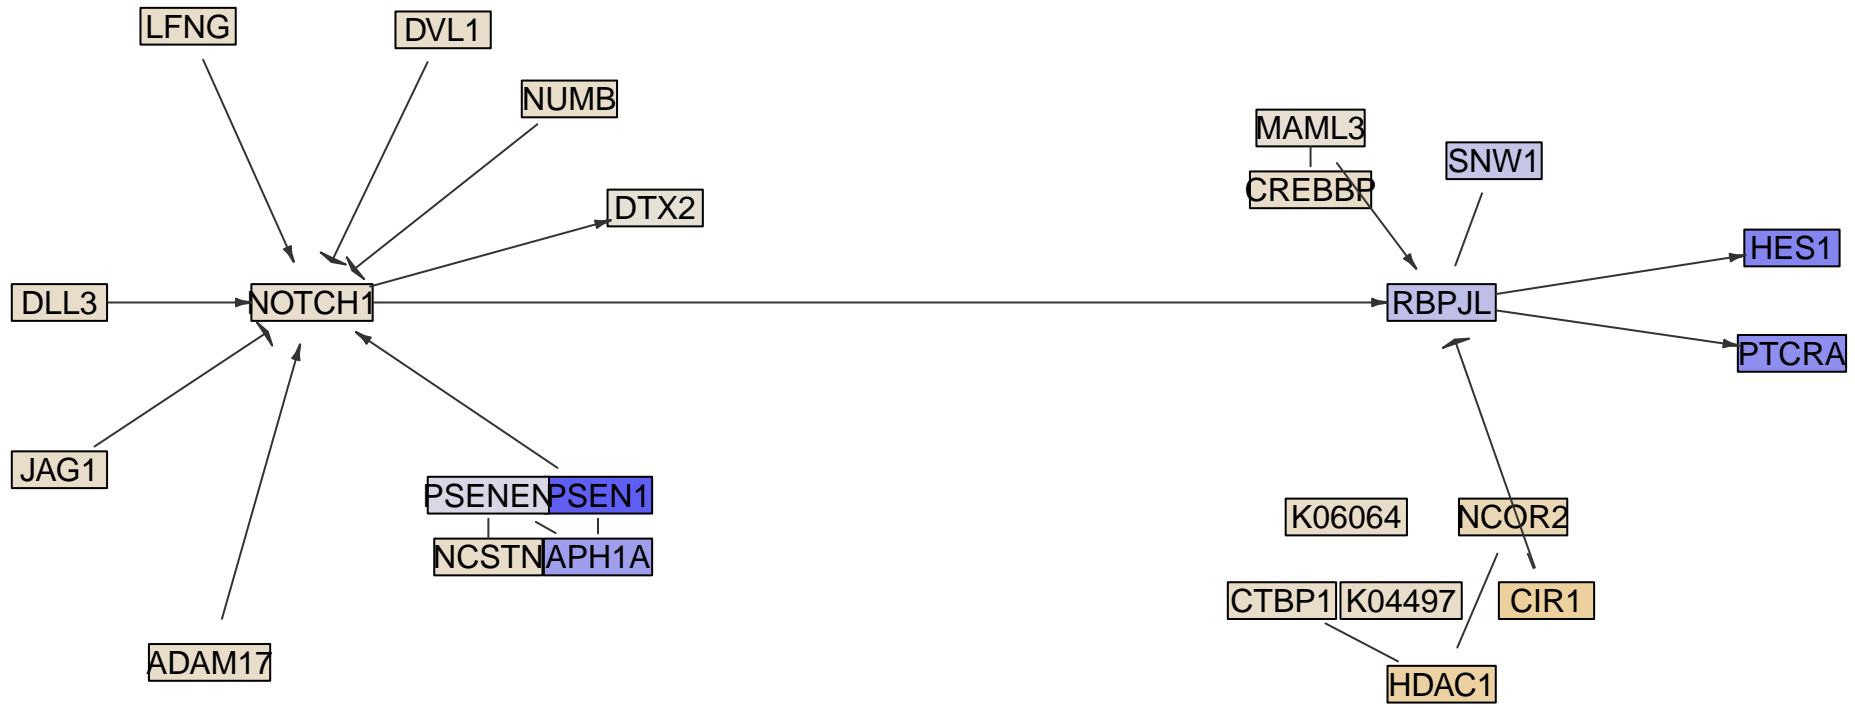 LFNG
DVL1
NUMB
MAML3
SNW1
CREBBP
DTX2
HES1
DLL3
NOTCH1
RBPJL
PTCRA
JAG1
PSENEN
PSEN1
K06064
NCOR2
NCSTN
APH1A
CTBP1
K04497
CIR1
ADAM17
HDAC1